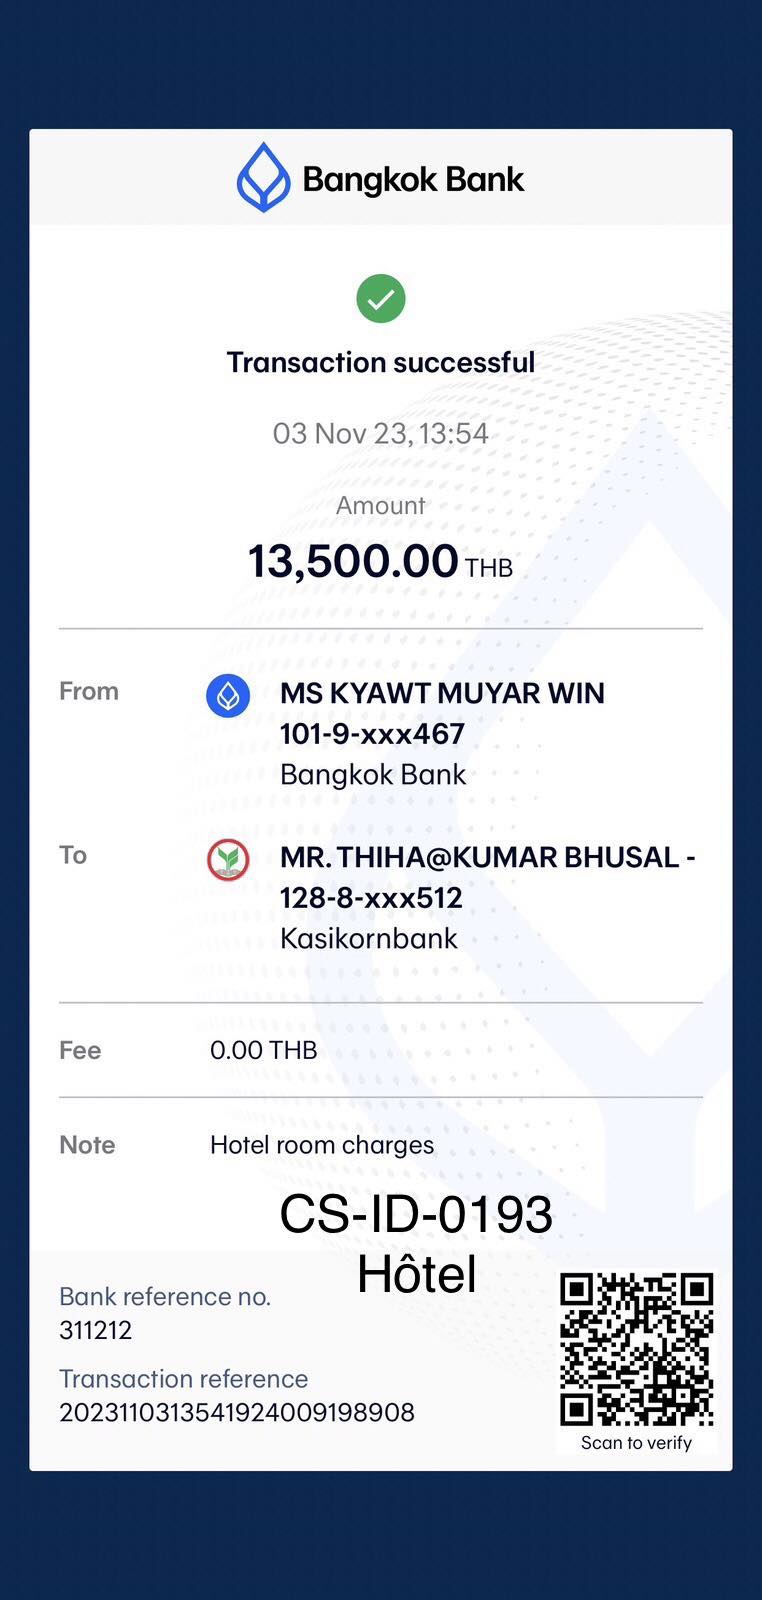 Bangkok Bank
Transaction successful
03 Nov 23, 13:54
Amount
13,500.00 THB
From
MS KYAWT MUYAR WIN
101-9-xxx467
Bangkok Bank
To
MR. THIHA@KUMAR BHUSAL -
128-8-xxx512
Kasikornbank
Fee
0.00 THB
Note
Hotel room charges
CS-ID-0193
Hôtel
Bank reference no.
311212
Transaction reference
2023110313541924009198908
Scan to verify